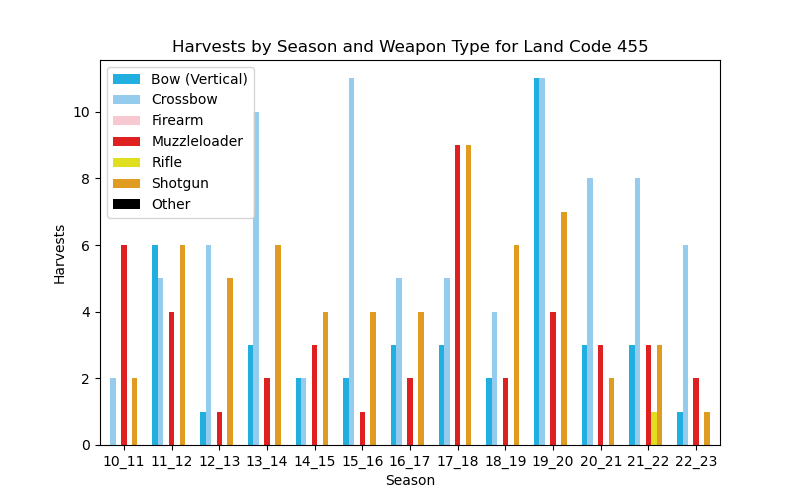 Harvests by Season and Weapon Type for Land Code 455
Bow (Vertical)
Crossbow
Firearm
Muzzleloader
Rifle
Shotgun
Other
10
8
6
4
2
0
Harvests
10_11 11_12 12_13 13_14 14_15 15_16 16_17 17_18 18_19 19_20 20_21 21_22 22_23
Season